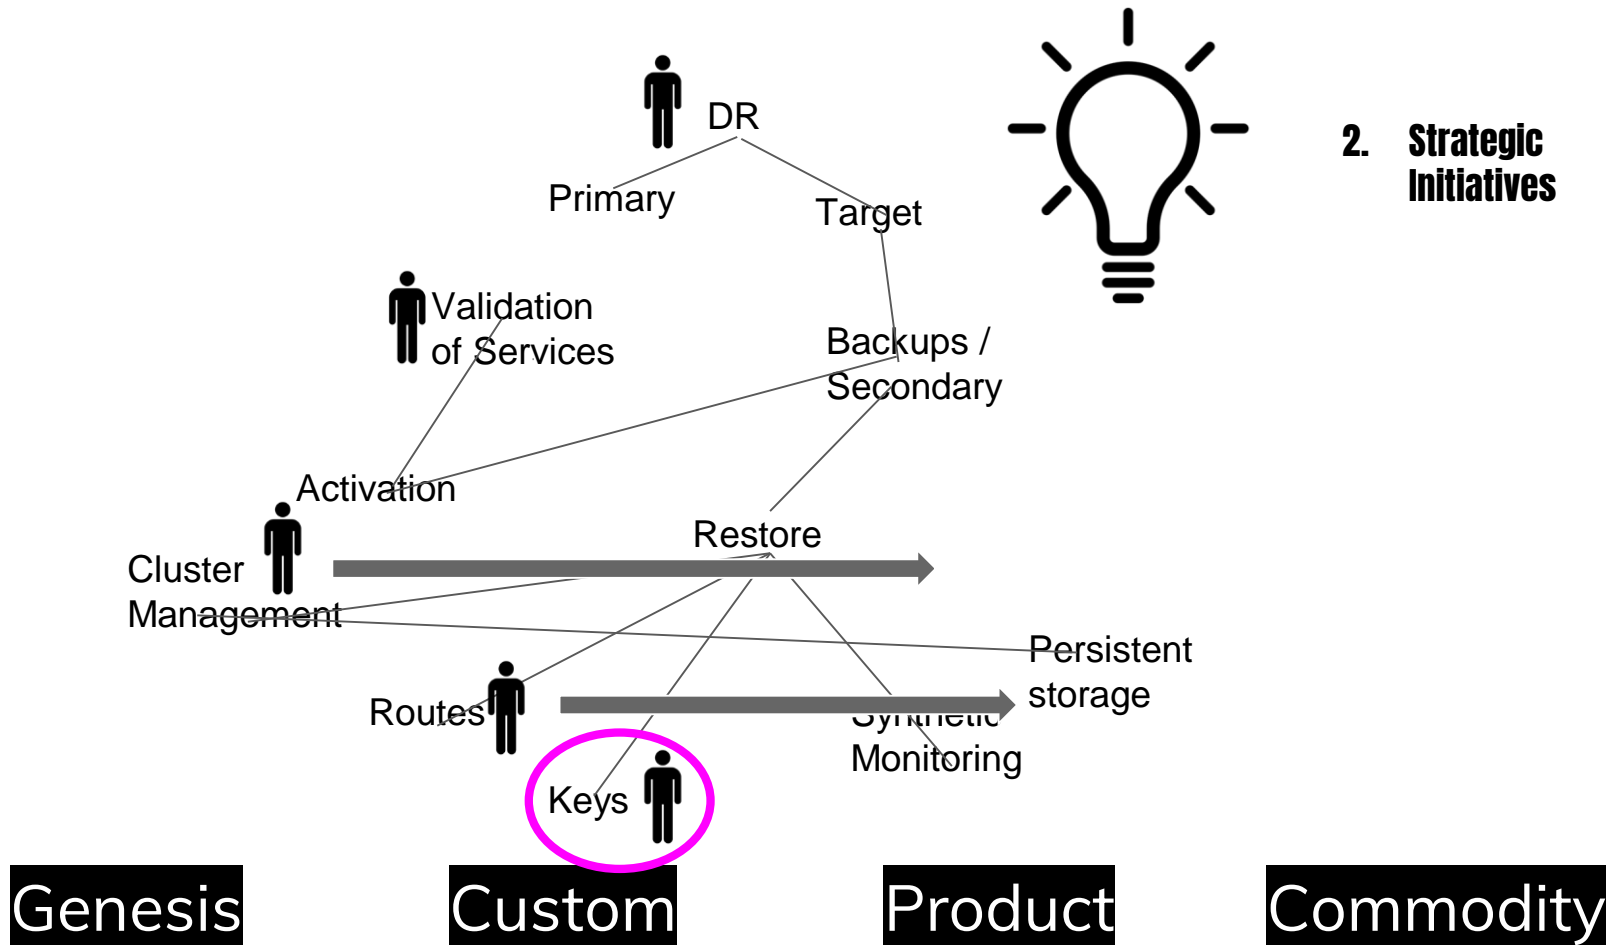 DR
2. Strategic
Initiatives
Primary
Target
Validation
of Services
Backups /
Secondary
Activation
Restore
Cluster
Management
Persistent
storage
Routes
Synthetic
Monitoring
Keys
Genesis
Custom
Product
Commodity